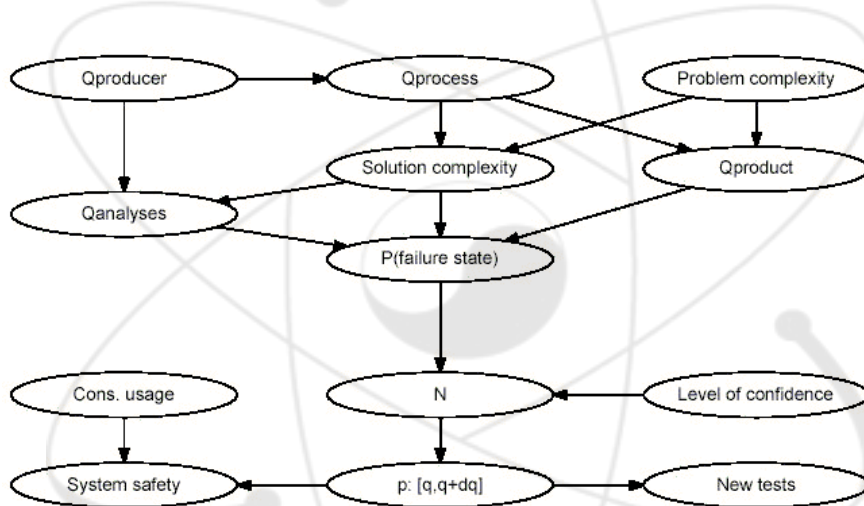 Qproducer
Qprocess
Problem complexity
Solution complexity
Qproduct
Qanalyses
P(failure state)
Cons. usage
N
Level of confidence
System safety
p: [q,q+dq]
New tests